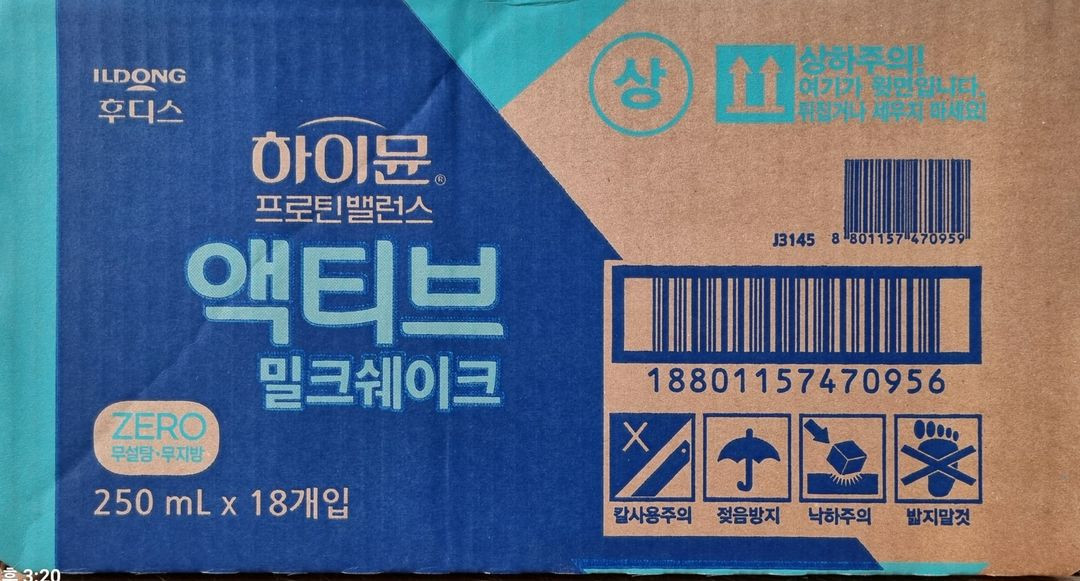 ILDONG
후디스
하이뮨®
프로틴밸런스
액티브
밀크쉐이크
ZERO
무설탕·무지방
250 mL x 18개입
상
상하주의!
여기가 윗면입니다.
뒤집거나 세우지 마세요!
J3145 8 801157 470959
18801157470956
칼사용주의
젖음방지
낙하주의
밟지말것
후 3:20